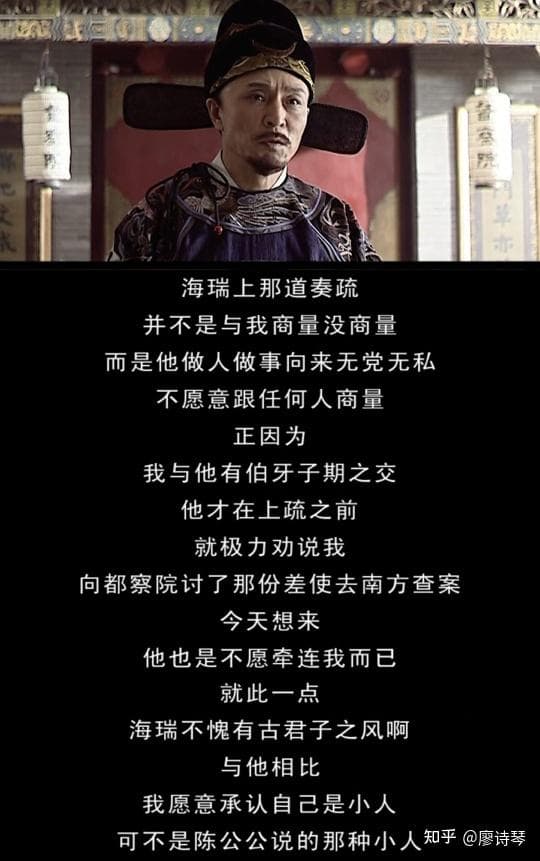 都察院
都察院
海瑞上那道奏疏
并不是与我商量没商量
而是他做人做事向来无党无私
不愿意跟任何人商量
正因为
我与他有伯牙子期之交
他才在上疏之前
就极力劝说我
向都察院讨了那份差使去南方查案
今天想来
他也是不愿牵连我而已
就此一点
海瑞不愧有古君子之风啊
与他相比
我愿意承认自己是小人
可不是陈公公说的那种小人
知乎 @廖诗琴